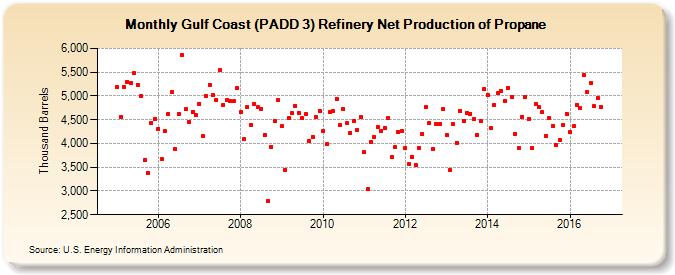 Monthly Gulf Coast (PADD 3) Refinery Net Production of Propane
Thousand Barrels
6,000
5,500
5,000
4,500
4,000
3,500
3,000
2,500
2006 2008 2010 2012 2014 2016
Source: U.S. Energy Information Administration